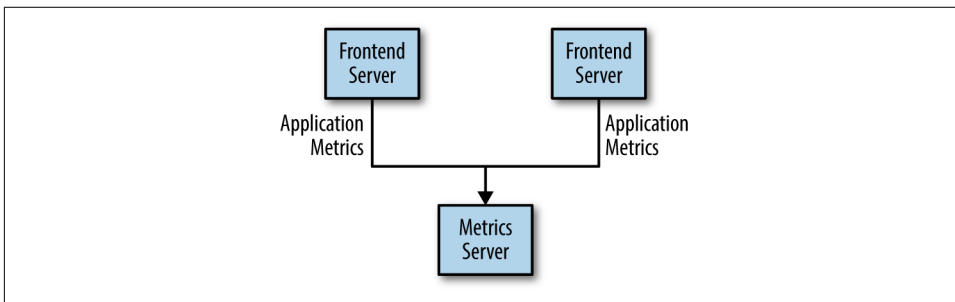 Frontend
Server
Frontend
Server
Application
Metrics
Application
Metrics
Metrics
Server